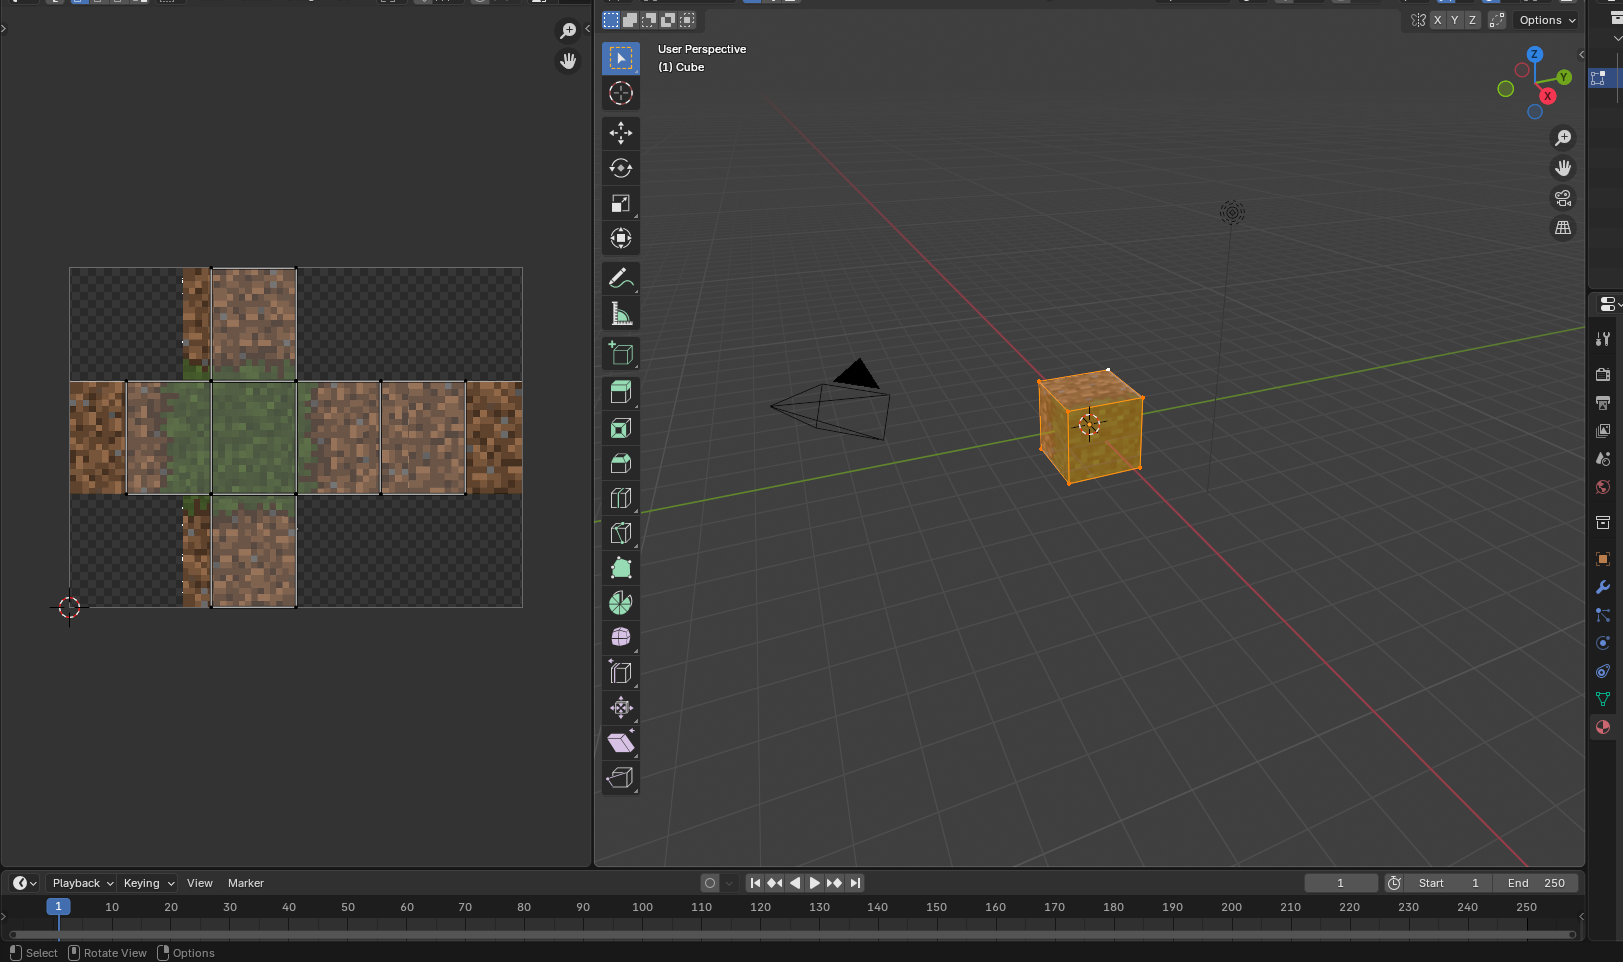 X Y Z Options
User Perspective
(1) Cube
Z
Y
X
Playback Keying View Marker
1 Start 1 End 250
1 10 20 30 40 50 60 70 80 90 100 110 120 130 140 150 160 170 180 190 200 210 220 230 240 250
Select Rotate View Options